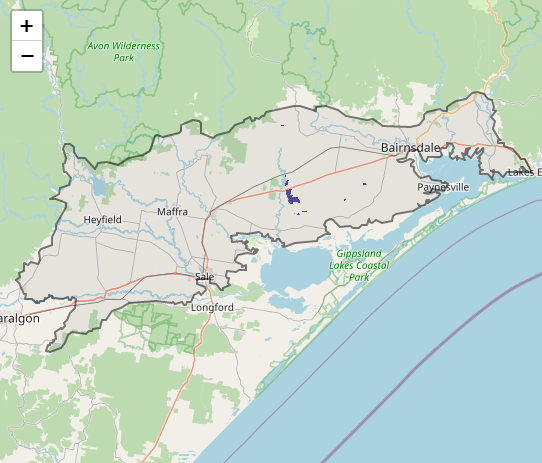 +
−
Avon Wilderness
Park
Bairnsdale
Lakes E
Paynesville
Heyfield
Maffra
Gippsland
Lakes Coastal
Park
Sale
Longford
aralgon